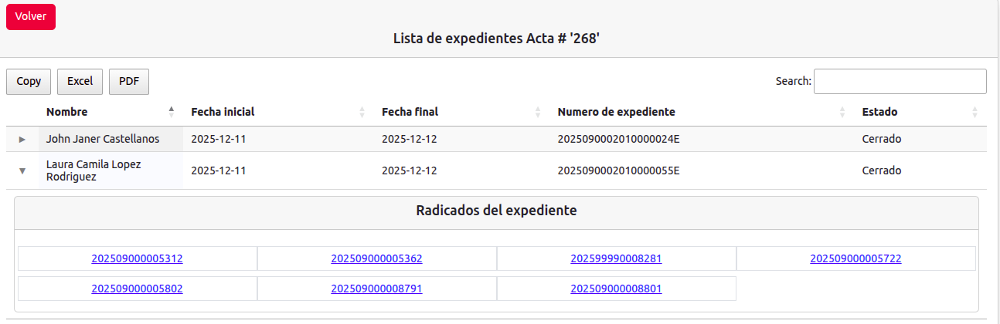 Volver
Lista de expedientes Acta # '268'
Copy Excel PDF Search:
Nombre Fecha inicial Fecha final Numero de expediente Estado
John Janer Castellanos 2025-12-11 2025-12-12 2025090002010000024E Cerrado
Laura Camila Lopez Rodriguez 2025-12-11 2025-12-12 2025090002010000055E Cerrado
Radicados del expediente
202509000005312 202509000005362 202599990008281 202509000005722
202509000005802 202509000008791 202509000008801